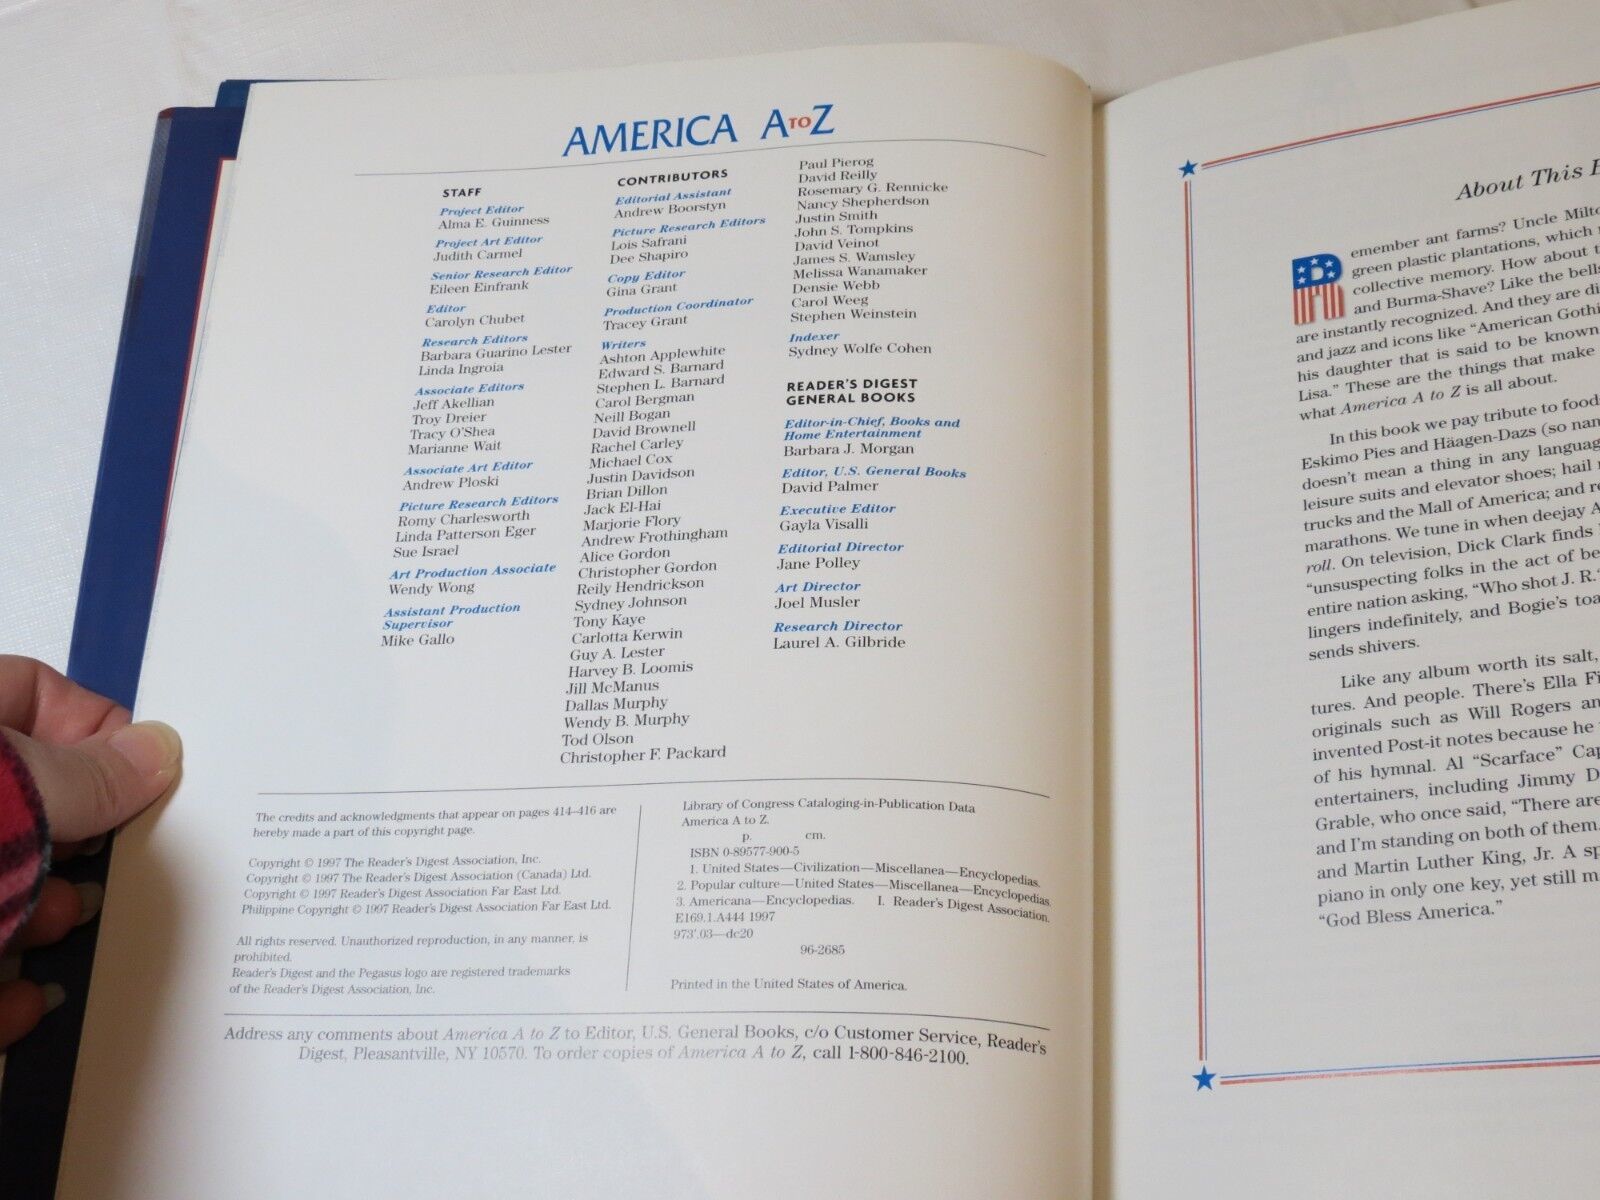 AMERICA A TO Z
STAFF
Project Editor
Alma E. Guinness
Project Art Editor
Judith Carmel
Senior Research Editor
Eileen Einfrank
Editor
Carolyn Chubet
Research Editors
Barbara Guarino Lester
Linda Ingroia
Associate Editors
Jeff Akellian
Troy Dreier
Tracy O'Shea
Marianne Wait
Associate Art Editor
Andrew Ploski
Picture Research Editors
Romy Charlesworth
Linda Patterson Eger
Sue Israel
Art Production Associate
Wendy Wong
Assistant Production
Supervisor
Mike Gallo
CONTRIBUTORS
Editorial Assistant
Andrew Boorstyn
Picture Research Editors
Lois Safrani
Dee Shapiro
Copy Editor
Gina Grant
Production Coordinator
Tracey Grant
Writers
Ashton Applewhite
Edward S. Barnard
Stephen L. Barnard
Carol Bergman
Neill Bogan
David Brownell
Rachel Carley
Michael Cox
Justin Davidson
Brian Dillon
Jack El-Hai
Marjorie Flory
Andrew Frothingham
Alice Gordon
Christopher Gordon
Reily Hendrickson
Sydney Johnson
Tony Kaye
Carlotta Kerwin
Guy A. Lester
Harvey B. Loomis
Jill McManus
Dallas Murphy
Wendy B. Murphy
Tod Olson
Christopher F. Packard
Paul Pierog
David Reilly
Rosemary G. Rennicke
Nancy Shepherdson
Justin Smith
John S. Tompkins
David Veinot
James S. Wamsley
Melissa Wanamaker
Densie Webb
Carol Weeg
Stephen Weinstein
Indexer
Sydney Wolfe Cohen
READER'S DIGEST
GENERAL BOOKS
Editor-in-Chief, Books and
Home Entertainment
Barbara J. Morgan
Editor, U.S. General Books
David Palmer
Executive Editor
Gayla Visalli
Editorial Director
Jane Polley
Art Director
Joel Musler
Research Director
Laurel A. Gilbride
The credits and acknowledgments that appear on pages 414–416 are
hereby made a part of this copyright page.
Copyright © 1997 The Reader's Digest Association, Inc.
Copyright © 1997 The Reader's Digest Association (Canada) Ltd.
Copyright © 1997 Reader's Digest Association Far East Ltd.
Philippine Copyright © 1997 Reader's Digest Association Far East Ltd.
All rights reserved. Unauthorized reproduction, in any manner, is
prohibited.
Reader's Digest and the Pegasus logo are registered trademarks
of the Reader's Digest Association, Inc.
Library of Congress Cataloging-in-Publication Data
America A to Z.
p. cm.
ISBN 0-89577-900-5
1. United States—Civilization—Miscellanea—Encyclopedias.
2. Popular culture—United States—Miscellanea—Encyclopedias.
3. Americana—Encyclopedias. I. Reader's Digest Association.
E169.1.A444 1997
973'.03—dc20
96-2685
Printed in the United States of America.
Address any comments about America A to Z to Editor, U.S. General Books, c/o Customer Service, Reader's
Digest, Pleasantville, NY 10570. To order copies of America A to Z, call 1-800-846-2100.
About This
Remember ant farms? Uncle Milto
green plastic plantations, which
collective memory. How about t
and Burma-Shave? Like the bells
are instantly recognized. And they are di
and jazz and icons like "American Gothi
his daughter that is said to be known
Lisa." These are the things that make
what America A to Z is all about.
In this book we pay tribute to food
Eskimo Pies and Häagen-Dazs (so nam
doesn't mean a thing in any languag
leisure suits and elevator shoes; hail
trucks and the Mall of America; and re
marathons. We tune in when deejay A
roll. On television, Dick Clark finds
"unsuspecting folks in the act of be
entire nation asking, "Who shot J. R."
lingers indefinitely, and Bogie's toa
sends shivers.
Like any album worth its salt,
tures. And people. There's Ella Fi
originals such as Will Rogers an
invented Post-it notes because he
of his hymnal. Al "Scarface" Cap
entertainers, including Jimmy D
Grable, who once said, "There are
and I'm standing on both of them.
and Martin Luther King, Jr. A sp
piano in only one key, yet still m
"God Bless America."